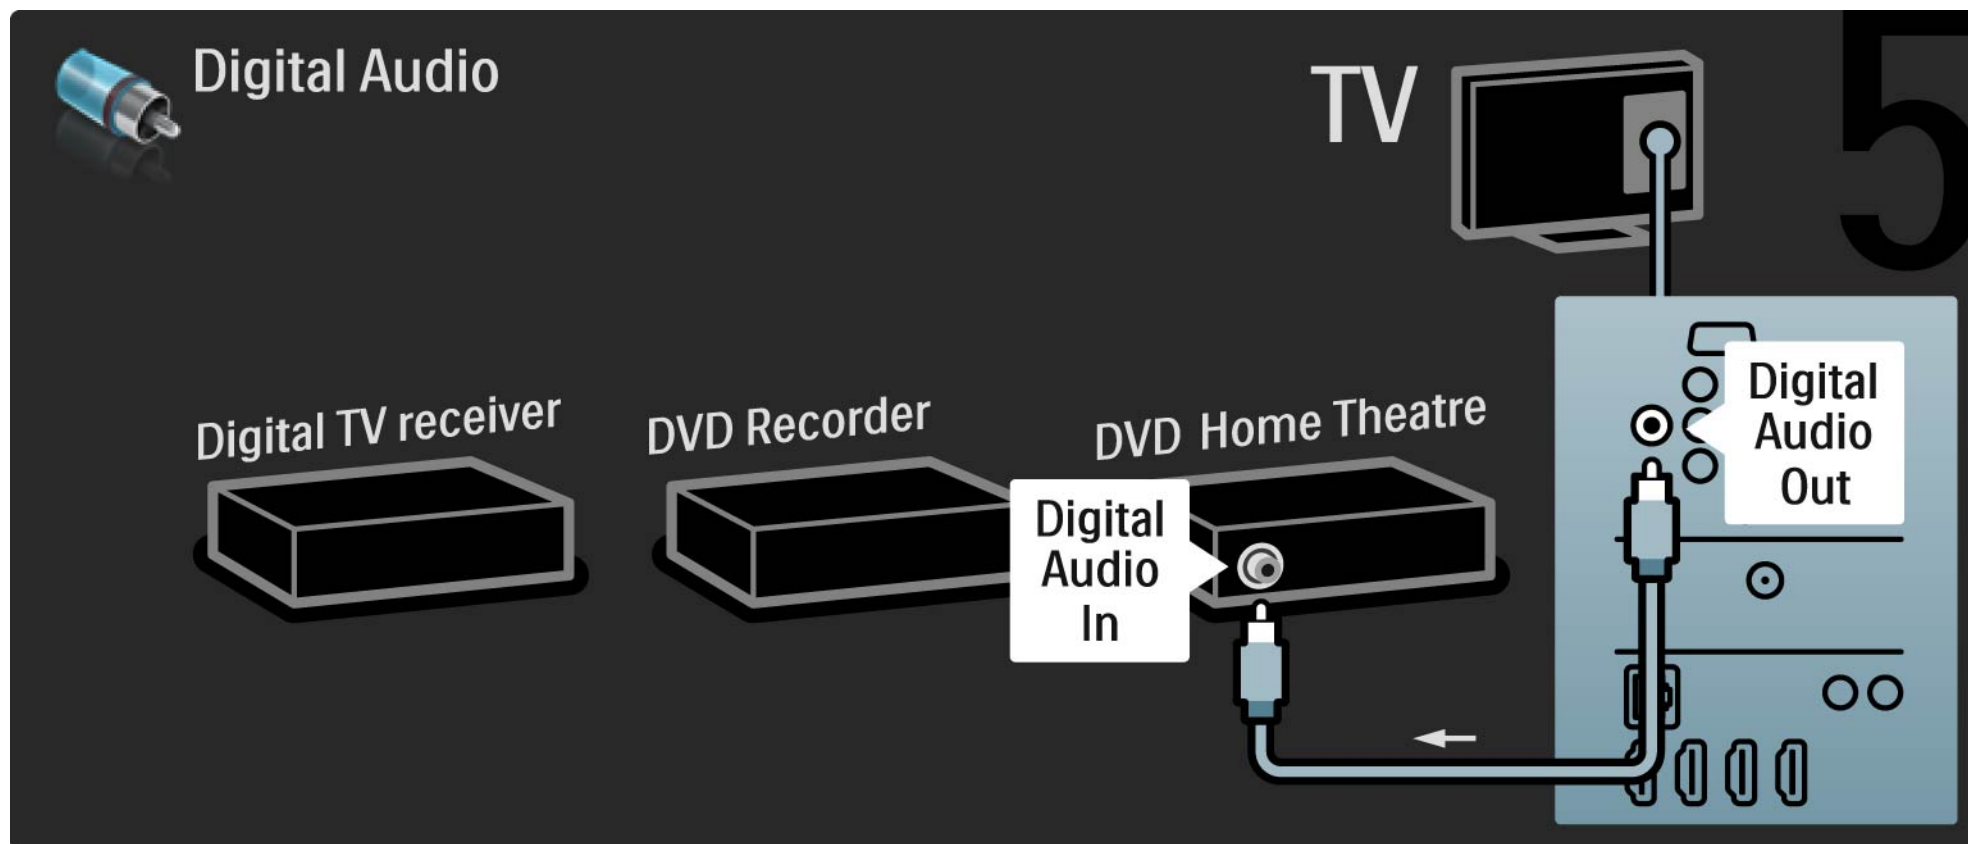 Digital Audio
TV
5
Digital TV receiver
DVD Recorder
DVD Home Theatre
Digital
Audio
In
Digital
Audio
Out